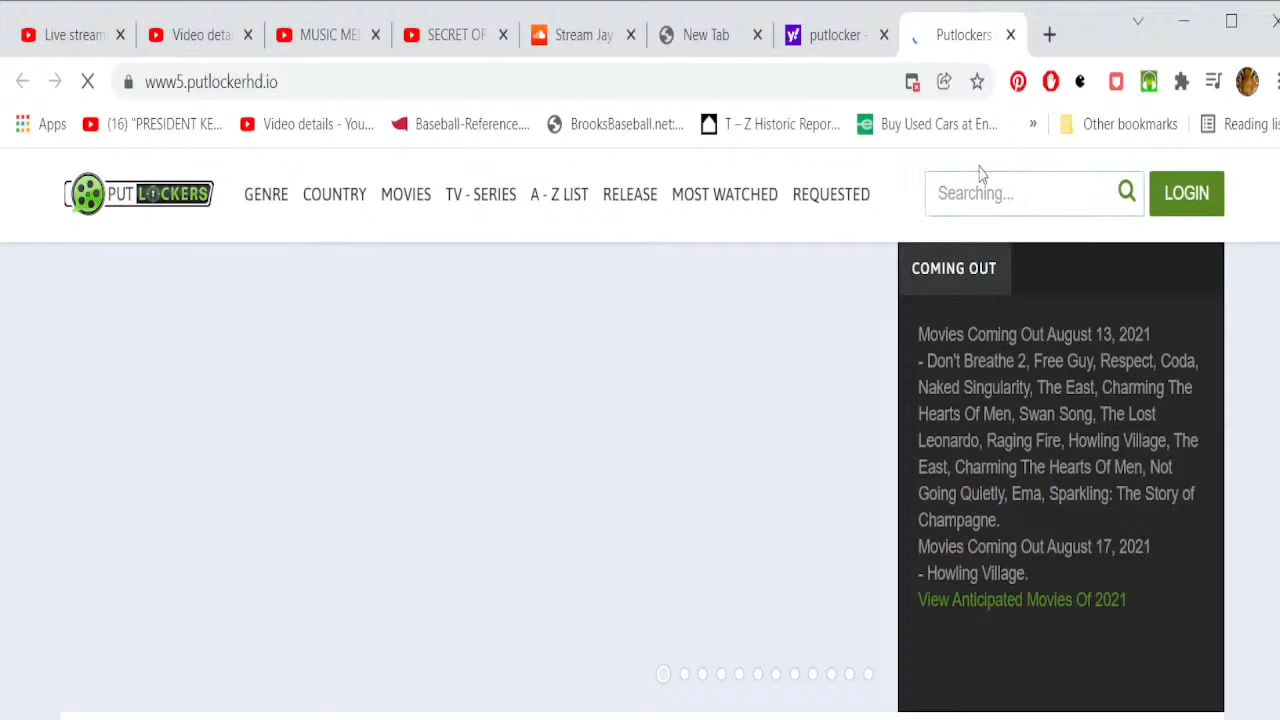 Live stream
Video deta
MUSIC ME
SECRET OF
Stream Jay
New Tab
putlocker -
Putlockers
www5.putlockerhd.io
Apps
(16) "PRESIDENT KE...
Video details - You...
Baseball-Reference....
BrooksBaseball.net:...
T – Z Historic Repor...
Buy Used Cars at En...
»
Other bookmarks
Reading lis
PUT LOCKERS
GENRE
COUNTRY
MOVIES
TV - SERIES
A - Z LIST
RELEASE
MOST WATCHED
REQUESTED
Searching...
LOGIN
COMING OUT
Movies Coming Out August 13, 2021
- Don't Breathe 2, Free Guy, Respect, Coda,
Naked Singularity, The East, Charming The
Hearts Of Men, Swan Song, The Lost
Leonardo, Raging Fire, Howling Village, The
East, Charming The Hearts Of Men, Not
Going Quietly, Ema, Sparkling: The Story of
Champagne.
Movies Coming Out August 17, 2021
- Howling Village.
View Anticipated Movies Of 2021